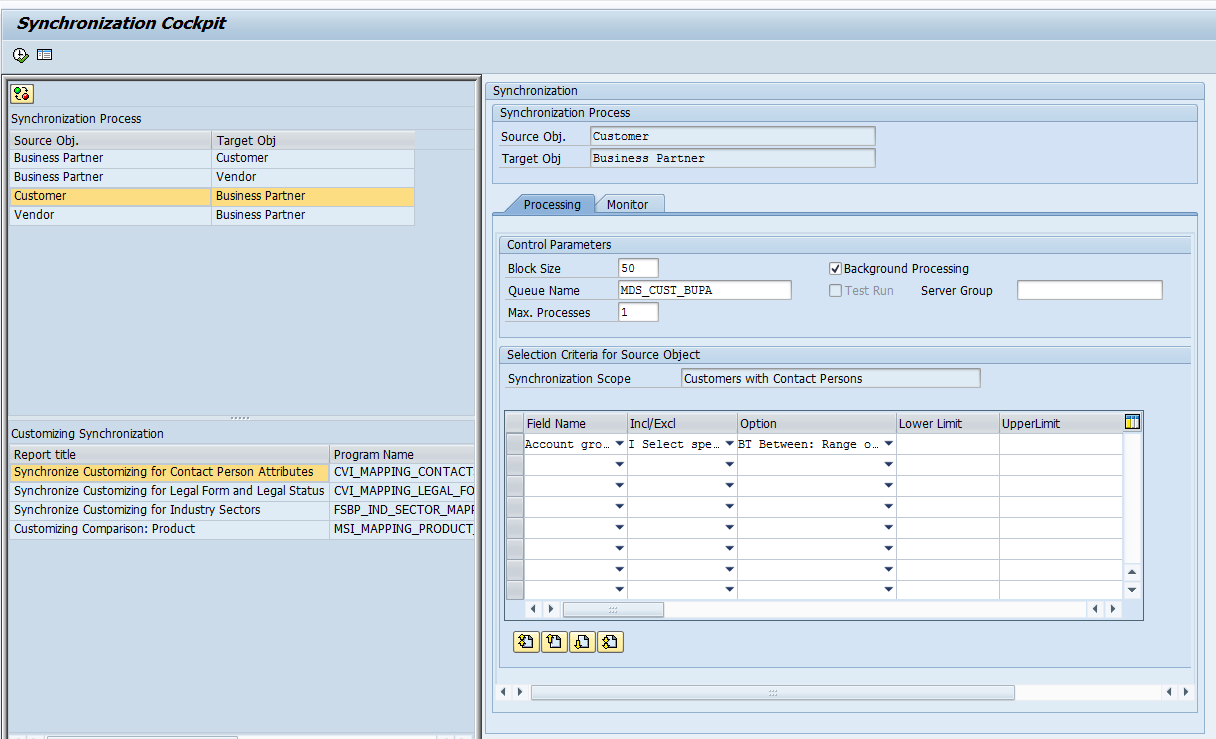 Synchronization Cockpit
Synchronization Process
Source Obj. Target Obj
Business Partner Customer
Business Partner Vendor
Customer Business Partner
Vendor Business Partner
Customizing Synchronization
Report title Program Name
Synchronize Customizing for Contact Person Attributes CVI_MAPPING_CONTACT
Synchronize Customizing for Legal Form and Legal Status CVI_MAPPING_LEGAL_FO
Synchronize Customizing for Industry Sectors FSBP_IND_SECTOR_MAPP
Customizing Comparison: Product MSI_MAPPING_PRODUCT_
Synchronization
Synchronization Process
Source Obj. Customer
Target Obj Business Partner
Processing Monitor
Control Parameters
Block Size 50 Background Processing
Queue Name MDS_CUST_BUPA Test Run Server Group
Max. Processes 1
Selection Criteria for Source Object
Synchronization Scope Customers with Contact Persons
Field Name Incl/Excl Option Lower Limit UpperLimit
Account gro... I Select spe... BT Between: Range o...